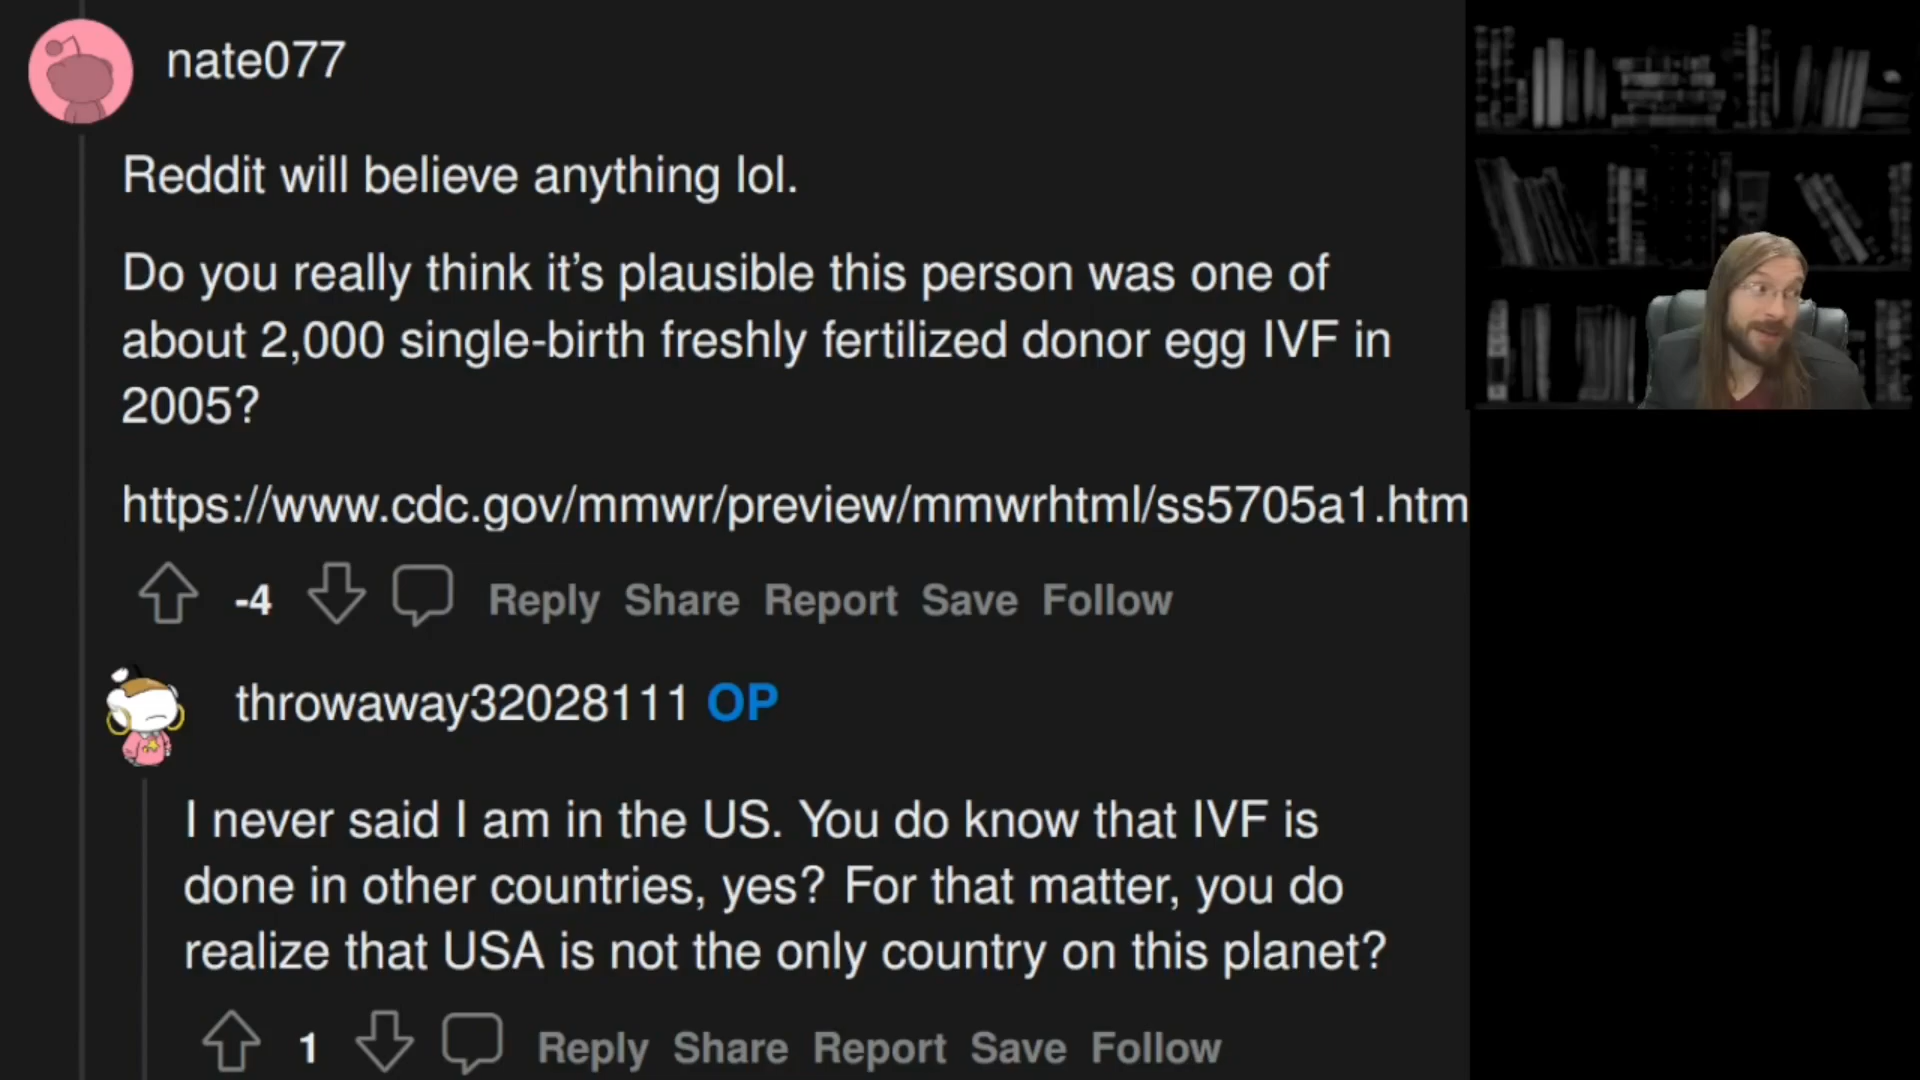 nate077
Reddit will believe anything lol.
Do you really think it's plausible this person was one of
about 2,000 single-birth freshly fertilized donor egg IVF in
2005?
https://www.cdc.gov/mmwr/preview/mmwrhtml/ss5705a1.htm
-4 Reply Share Report Save Follow
throwaway32028111 OP
I never said I am in the US. You do know that IVF is
done in other countries, yes? For that matter, you do
realize that USA is not the only country on this planet?
1 Reply Share Report Save Follow